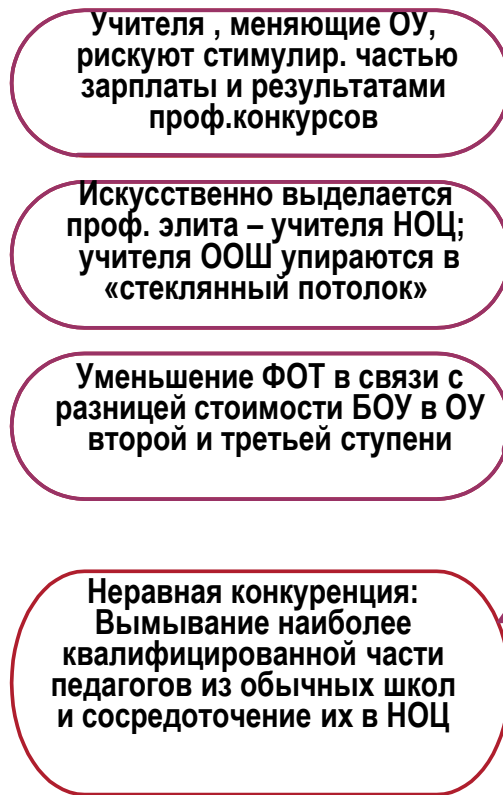 Учителя , меняющие ОУ,
рискуют стимулир. частью
зарплаты и результатами
проф.конкурсов
Искусственно выделается
проф. элита – учителя НОЦ;
учителя ООШ упираются в
«стеклянный потолок»
Уменьшение ФОТ в связи с
разницей стоимости БОУ в ОУ
второй и третьей ступени
Неравная конкуренция:
Вымывание наиболее
квалифицированной части
педагогов из обычных школ
и сосредоточение их в НОЦ